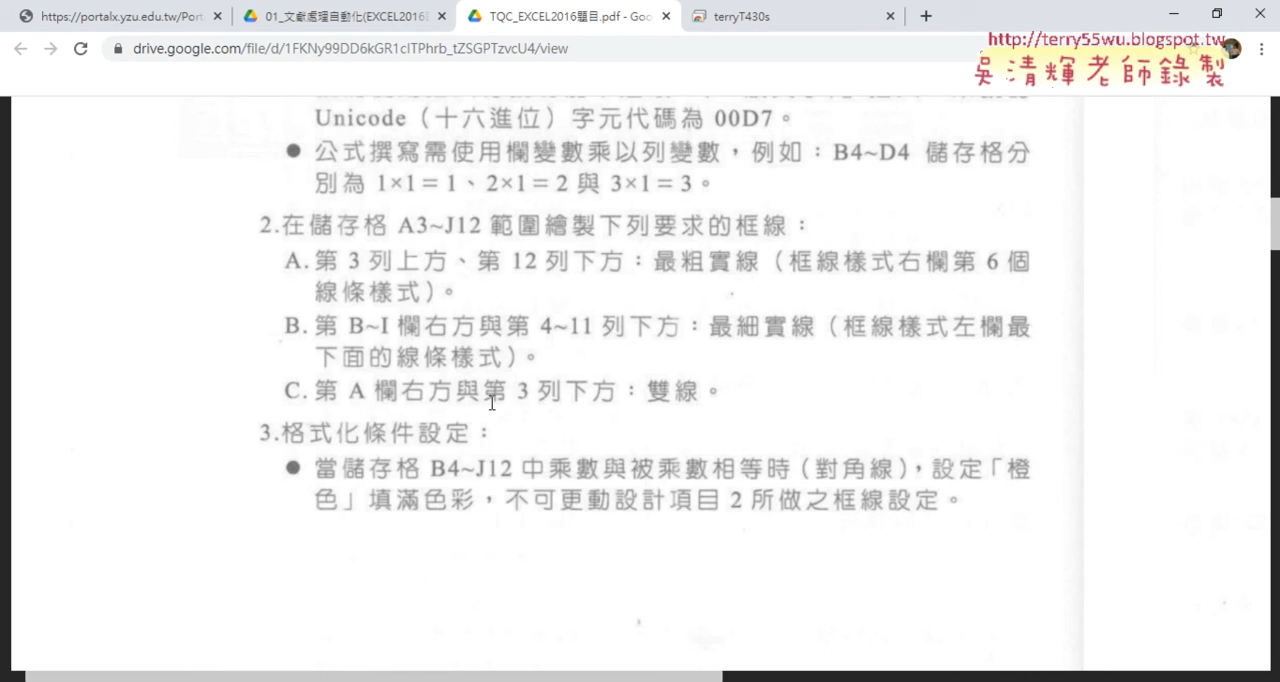 https://portalx.yzu.edu.tw/Port
01_文獻處理自動化(EXCEL2016
TQC_EXCEL2016題目.pdf - Goo
terryT430s
drive.google.com/file/d/1FKNy99DD6kGR1cITPhrb_tZSGPTzvcU4/view
http://terry55wu.blogspot.tw
吳清輝老師錄製
Unicode（十六進位）字元代碼為 00D7。
● 公式撰寫需使用欄變數乘以列變數，例如：B4~D4 儲存格分
別為 1×1＝1、2×1＝2 與 3×1＝3。
2.在儲存格 A3~J12 範圍繪製下列要求的框線：
A.第 3 列上方、第 12 列下方：最粗實線（框線樣式右欄第 6 個
線條樣式）。
B.第 B~I 欄右方與第 4~11 列下方：最細實線（框線樣式左欄最
下面的線條樣式）。
C.第 A 欄右方與第 3 列下方：雙線。
3.格式化條件設定：
● 當儲存格 B4~J12 中乘數與被乘數相等時（對角線），設定「橙
色」填滿色彩，不可更動設計項目 2 所做之框線設定。